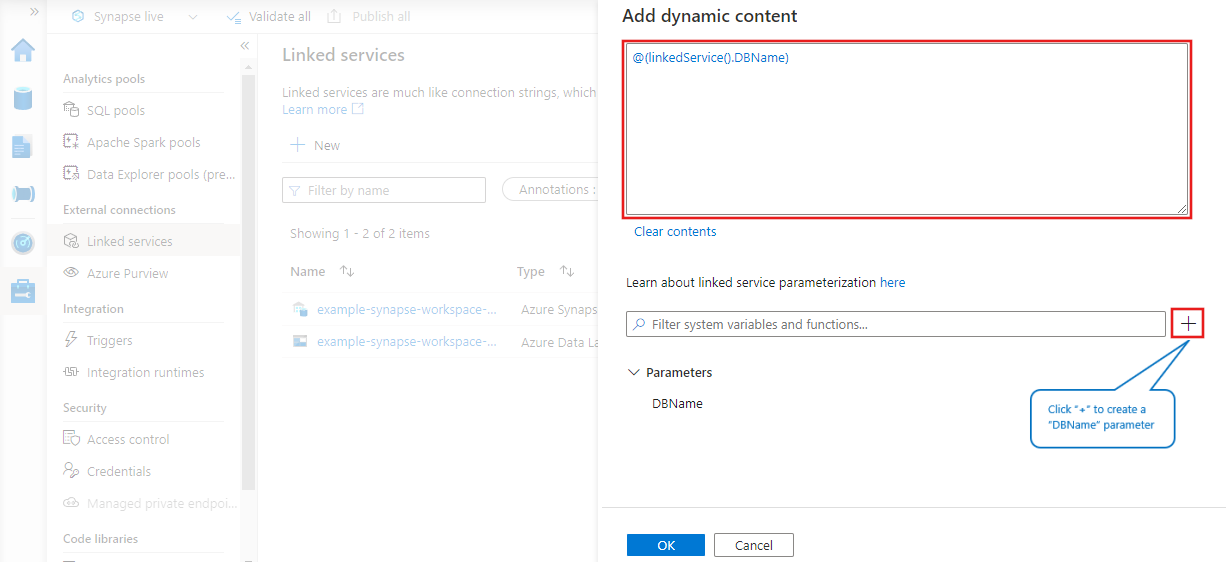 Synapse live
Validate all
Publish all
Analytics pools
SQL pools
Apache Spark pools
Data Explorer pools (pre...
External connections
Linked services
Azure Purview
Integration
Triggers
Integration runtimes
Security
Access control
Credentials
Managed private endpoi...
Code libraries
Linked services
Linked services are much like connection strings, which
Learn more
New
Filter by name
Annotations :
Showing 1 - 2 of 2 items
Name
Type
example-synapse-workspace-...
Azure Synaps
example-synapse-workspace-...
Azure Data La
Add dynamic content
@(linkedService().DBName)
Clear contents
Learn about linked service parameterization here
Filter system variables and functions...
Parameters
DBName
Click "+" to create a
"DBName" parameter
OK
Cancel